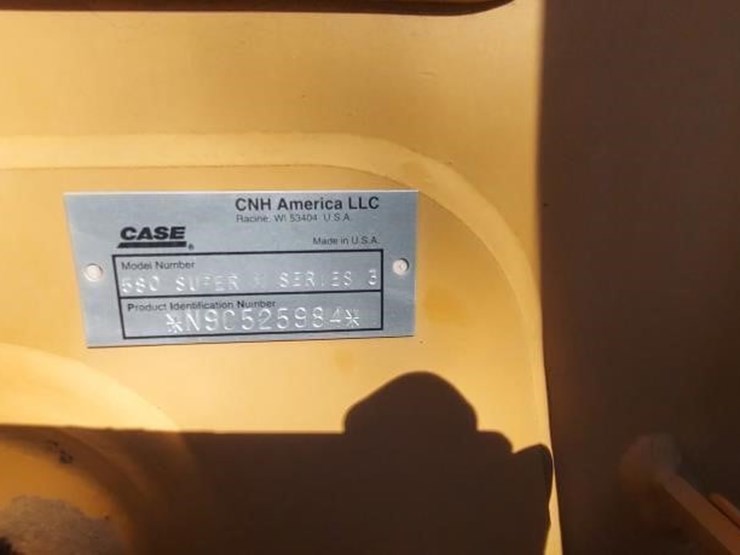 CNH America LLC
Racine, WI 53404 U.S.A.
CASE®
Made in U.S.A.
Model Number
580 SUPER M SERIES 3
Product Identification Number
*N9C525984*